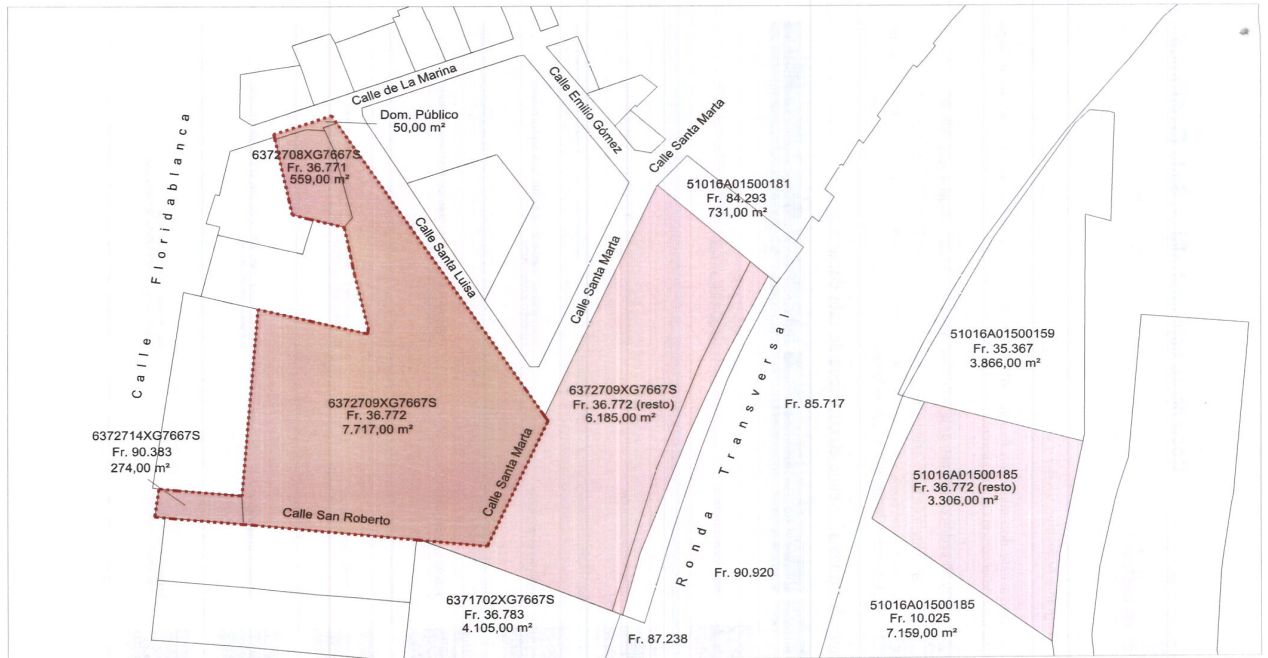 Calle de La Marina
Calle Emilio Gómez
Dom. Público
50,00 m²
Calle Santa Marta
6372708XG7667S
Fr. 36.771
559,00 m²
51016A01500181
Fr. 84.293
731,00 m²
Calle Floridablanca
Calle Santa Luisa
Calle Santa Marta
51016A01500159
Fr. 35.367
3.866,00 m²
6372709XG7667S
Fr. 36.772 (resto)
6.185,00 m²
Ronda Transversal
Fr. 85.717
6372709XG7667S
Fr. 36.772
7.717,00 m²
6372714XG7667S
Fr. 90.383
274,00 m²
Calle Santa Marta
51016A01500185
Fr. 36.772 (resto)
3.306,00 m²
Calle San Roberto
Fr. 90.920
6371702XG7667S
Fr. 36.783
4.105,00 m²
51016A01500185
Fr. 10.025
7.159,00 m²
Fr. 87.238